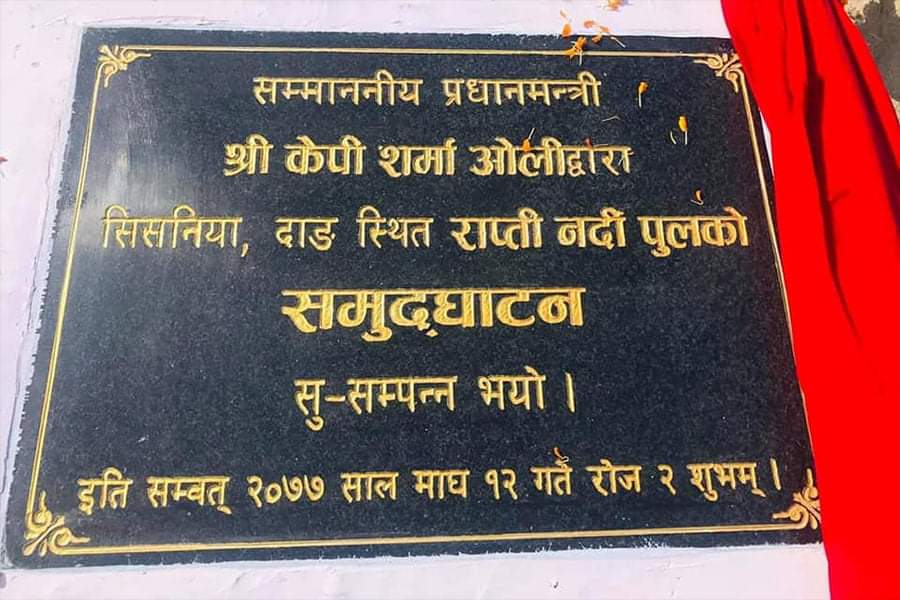 सम्माननीय प्रधानमन्त्री
श्री केपी शर्मा ओलीद्वारा
सिसनिया, दाङ स्थित राप्ती नदी पुलको
समुद्घाटन
सु-सम्पन्न भयो ।
इति सम्वत् २०७७ साल माघ १२ गते रोज २ शुभम् ।